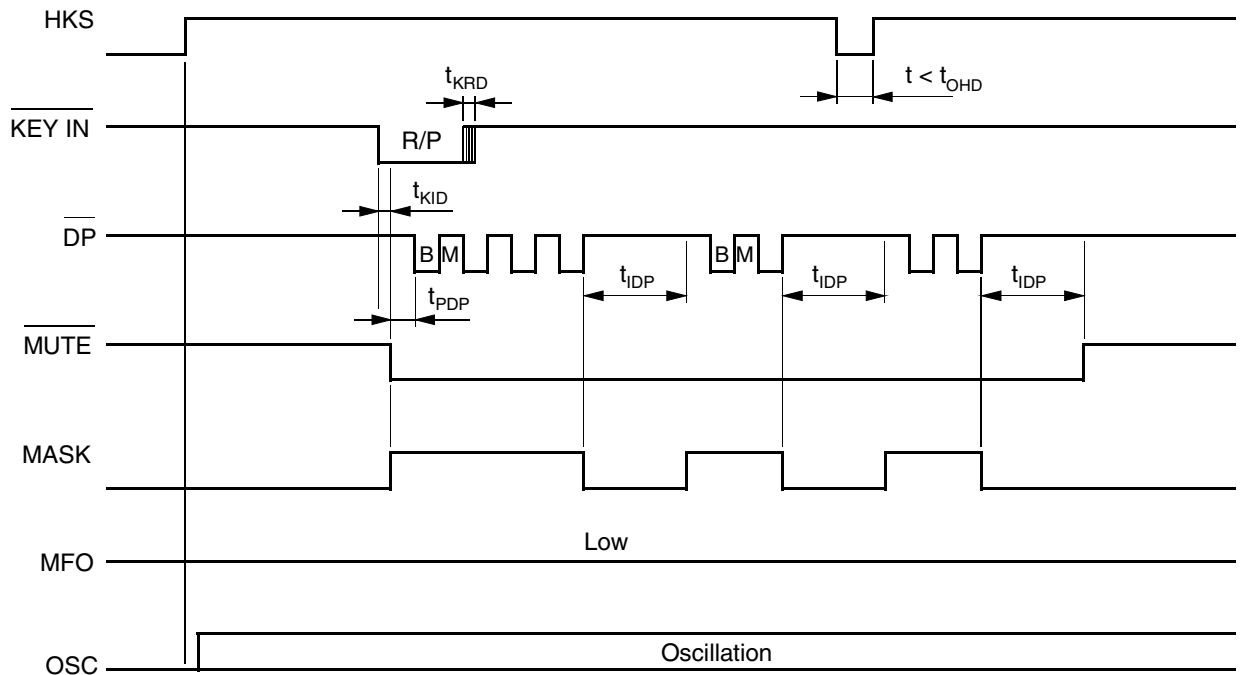 HKS
tKRD
t < tOHD
KEY IN
R/P
tKID
DP
B M
B M
tIDP
tIDP
tIDP
tPDP
MUTE
MASK
Low
MFO
Oscillation
OSC